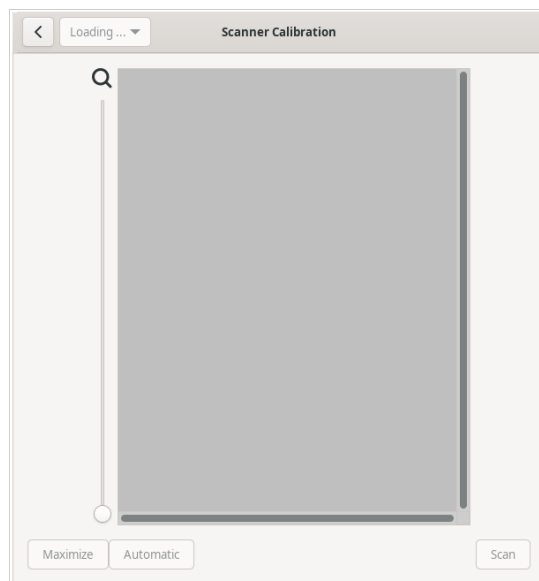 Loading ...
Scanner Calibration
Maximize
Automatic
Scan